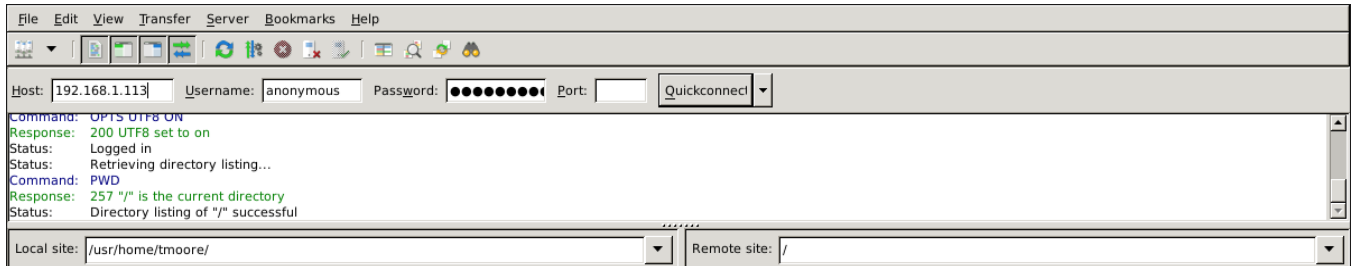 File Edit View Transfer Server Bookmarks Help
Host: 192.168.1.113 Username: anonymous Password: ●●●●●●●●● Port: Quickconnect
Command: OPTS UTF8 ON
Response: 200 UTF8 set to on
Status: Logged in
Status: Retrieving directory listing...
Command: PWD
Response: 257 "/" is the current directory
Status: Directory listing of "/" successful
Local site: /usr/home/tmoore/ Remote site: /